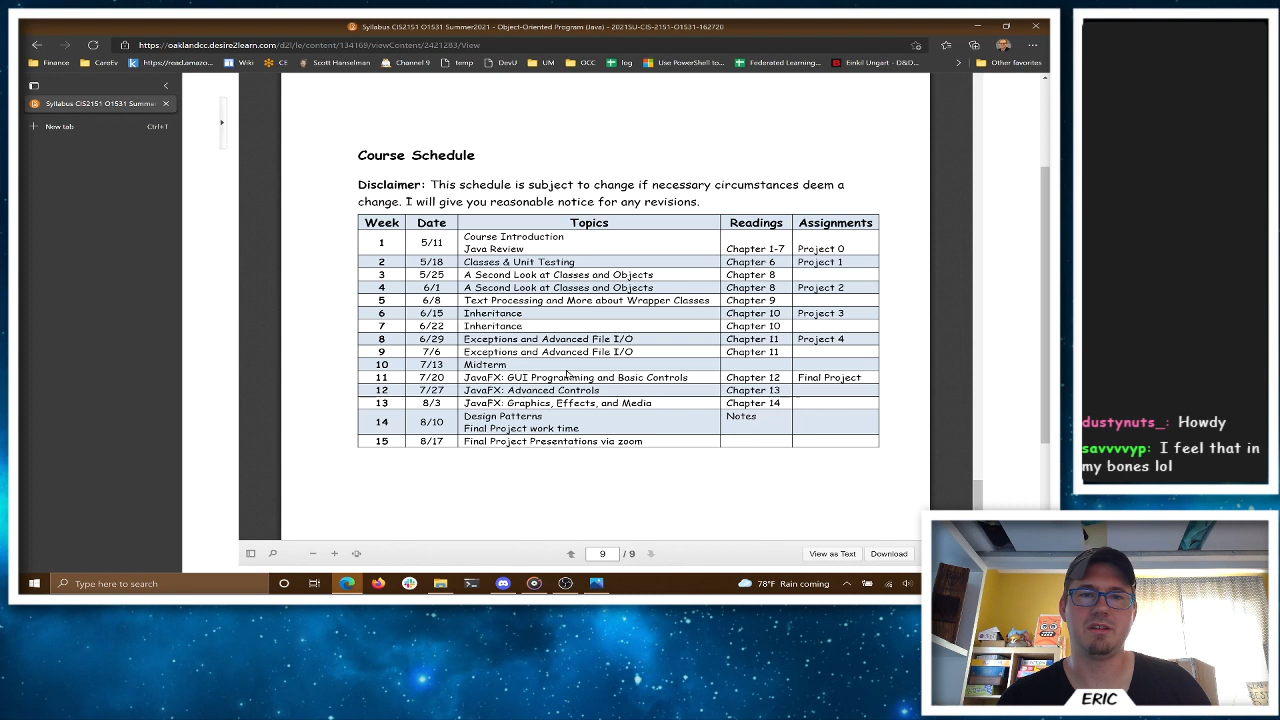 Syllabus CIS2151 O1531 Summer2021 - Object-Oriented Program (Java) - 2021SU-CIS-2151-O1531-162720
https://oaklandcc.desire2learn.com/d2l/le/content/134169/viewContent/2421283/View
Finance CareEv https://read.amazo... Wiki CE Scott Hanselman Channel 9 temp DevU UM OCC log Use PowerShell to... Federated Learning... Einkil Ungart - D&D... Other favorites
Syllabus CIS2151 O1531 Summe
New tab Ctrl+T
Course Schedule
Disclaimer: This schedule is subject to change if necessary circumstances deem a
change. I will give you reasonable notice for any revisions.
Week Date Topics Readings Assignments
1 5/11 Course Introduction
Java Review Chapter 1-7 Project 0
2 5/18 Classes & Unit Testing Chapter 6 Project 1
3 5/25 A Second Look at Classes and Objects Chapter 8
4 6/1 A Second Look at Classes and Objects Chapter 8 Project 2
5 6/8 Text Processing and More about Wrapper Classes Chapter 9
6 6/15 Inheritance Chapter 10 Project 3
7 6/22 Inheritance Chapter 10
8 6/29 Exceptions and Advanced File I/O Chapter 11 Project 4
9 7/6 Exceptions and Advanced File I/O Chapter 11
10 7/13 Midterm
11 7/20 JavaFX: GUI Programming and Basic Controls Chapter 12 Final Project
12 7/27 JavaFX: Advanced Controls Chapter 13
13 8/3 JavaFX: Graphics, Effects, and Media Chapter 14
14 8/10 Design Patterns Notes
Final Project work time
15 8/17 Final Project Presentations via zoom
9 / 9 View as Text Download
Type here to search 78°F Rain coming
dustynuts_: Howdy
savvvvyp: I feel that in
my bones lol
ERIC